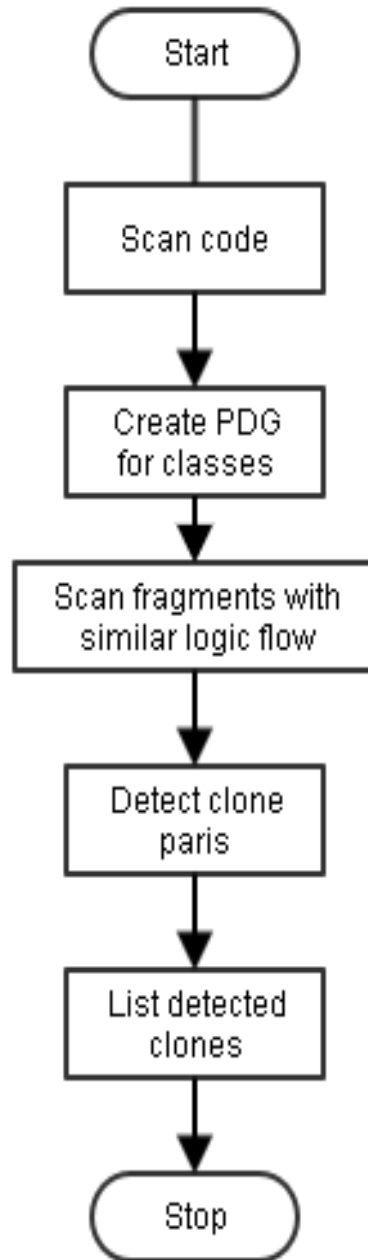 Start
Scan code
Create PDG
for classes
Scan fragments with
similar logic flow
Detect clone
paris
List detected
clones
Stop